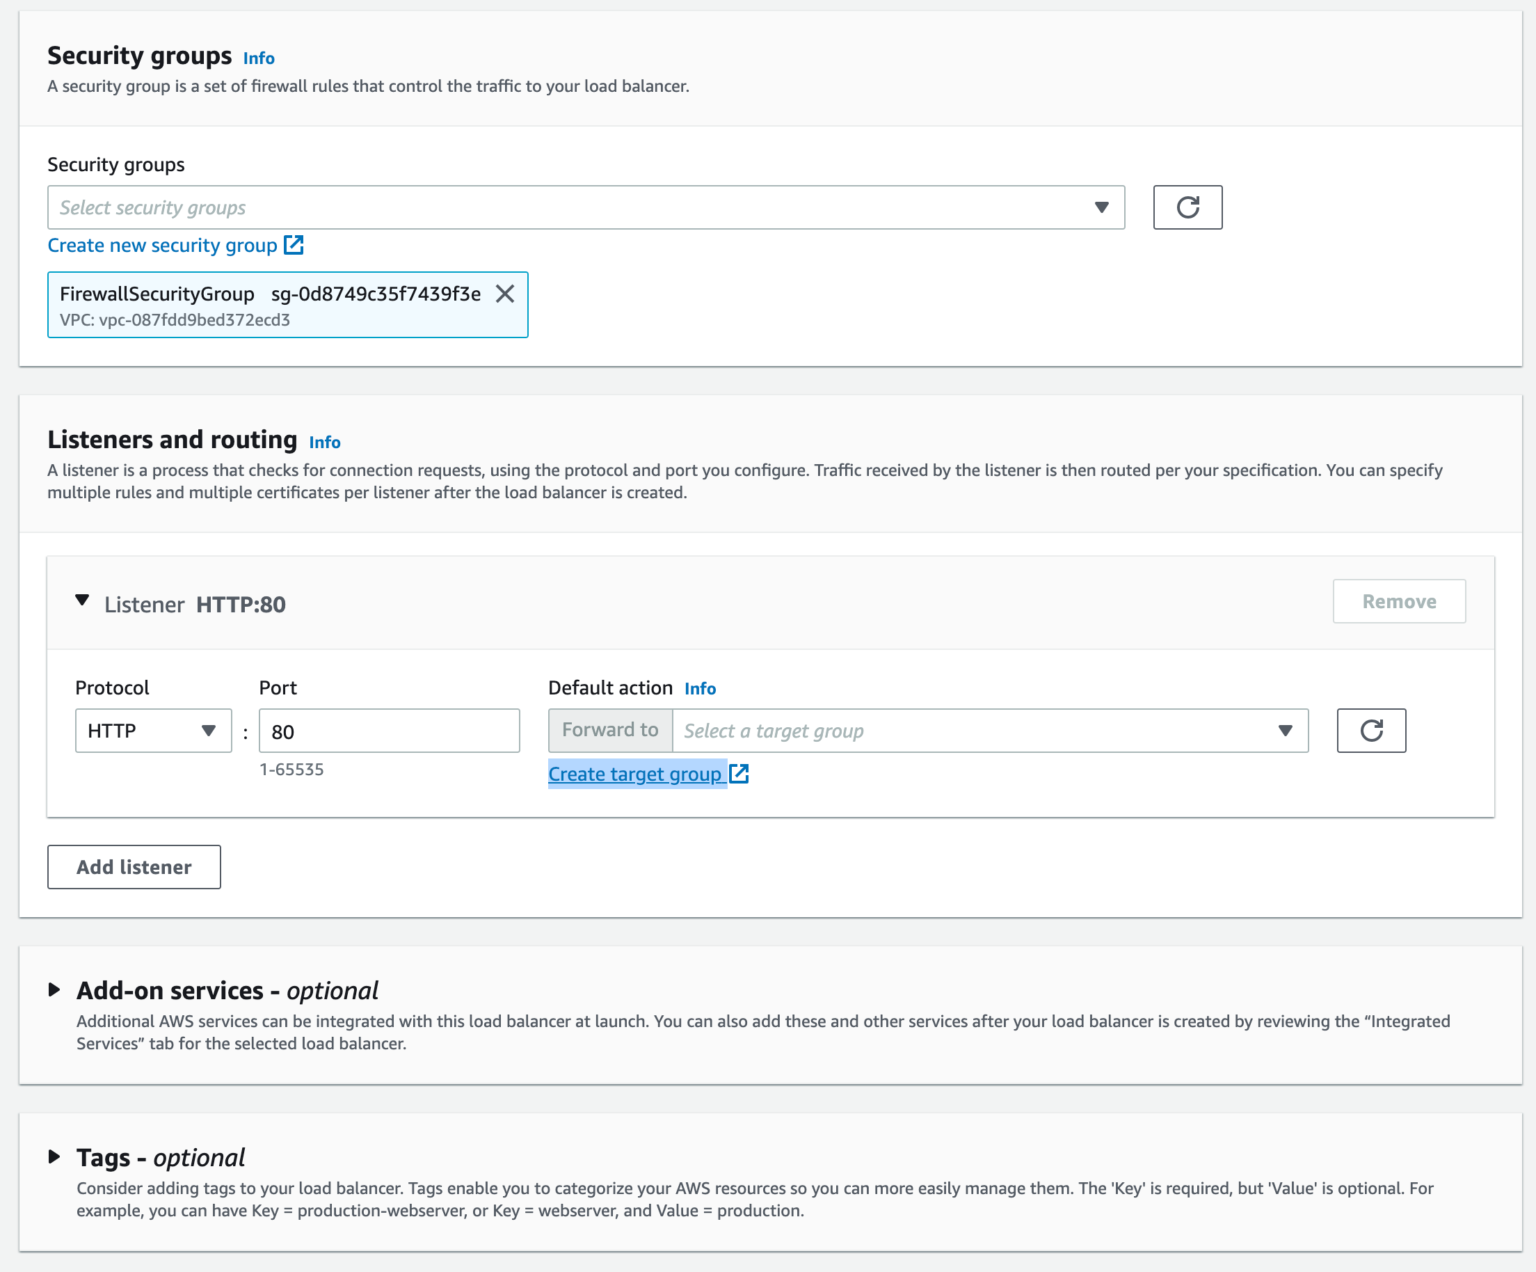 Security groups Info
A security group is a set of firewall rules that control the traffic to your load balancer.
Security groups
Select security groups
Create new security group
FirewallSecurityGroup sg-0d8749c35f7439f3e
VPC: vpc-087fdd9bed372ecd3
Listeners and routing Info
A listener is a process that checks for connection requests, using the protocol and port you configure. Traffic received by the listener is then routed per your specification. You can specify
multiple rules and multiple certificates per listener after the load balancer is created.
Listener HTTP:80
Remove
Protocol Port Default action Info
HTTP : 80 Forward to Select a target group
1-65535 Create target group
Add listener
Add-on services - optional
Additional AWS services can be integrated with this load balancer at launch. You can also add these and other services after your load balancer is created by reviewing the “Integrated
Services” tab for the selected load balancer.
Tags - optional
Consider adding tags to your load balancer. Tags enable you to categorize your AWS resources so you can more easily manage them. The 'Key' is required, but 'Value' is optional. For
example, you can have Key = production-webserver, or Key = webserver, and Value = production.